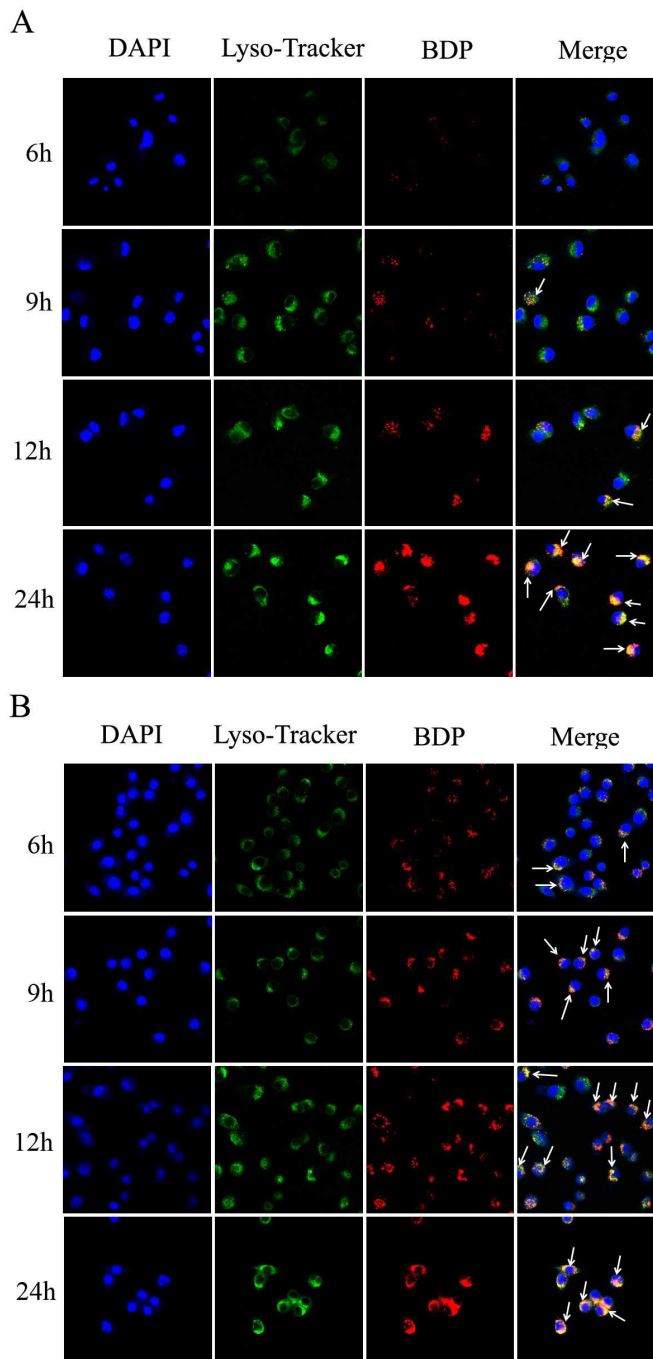 A
DAPI Lyso-Tracker BDP Merge
6h
9h
12h
24h
B
DAPI Lyso-Tracker BDP Merge
6h
9h
12h
24h